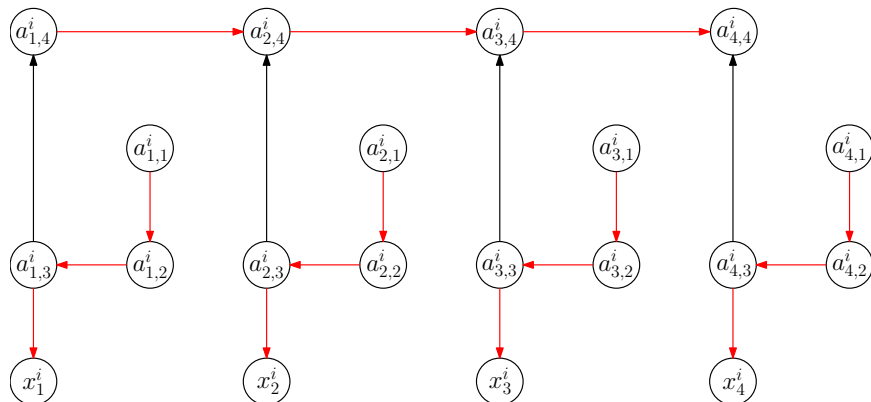 a^i_{1,4} a^i_{2,4} a^i_{3,4} a^i_{4,4}
a^i_{1,1} a^i_{2,1} a^i_{3,1} a^i_{4,1}
a^i_{1,3} a^i_{1,2} a^i_{2,3} a^i_{2,2} a^i_{3,3} a^i_{3,2} a^i_{4,3} a^i_{4,2}
x^i_1 x^i_2 x^i_3 x^i_4